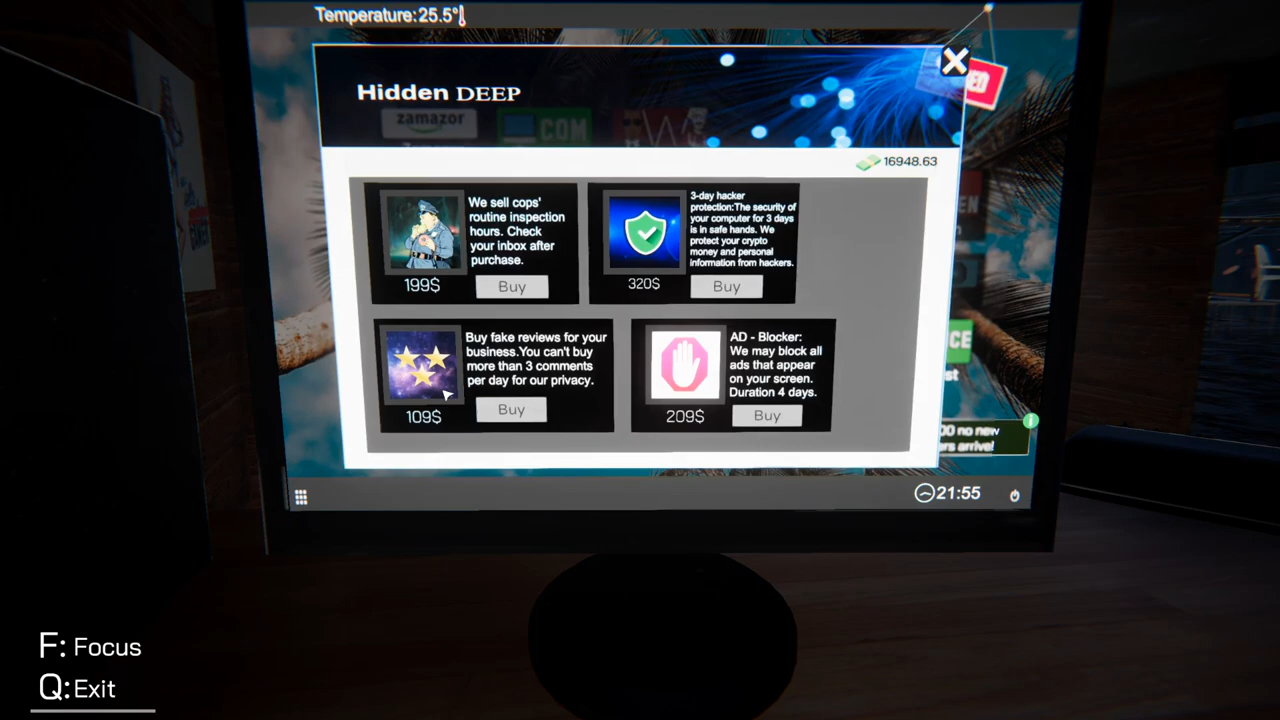 Temperature:25.5°
Hidden DEEP
zamazor
COM
16948.63
We sell cops'
routine inspection
hours. Check
your inbox after
purchase.
199$
Buy
3-day hacker
protection:The security of
your computer for 3 days
is in safe hands. We
protect your crypto
money and personal
information from hackers.
320$
Buy
Buy fake reviews for your
business.You can't buy
more than 3 comments
per day for our privacy.
109$
Buy
AD - Blocker:
We may block all
ads that appear
on your screen.
Duration 4 days.
209$
Buy
00 no new
ers arrive!
21:55
F: Focus
Q: Exit